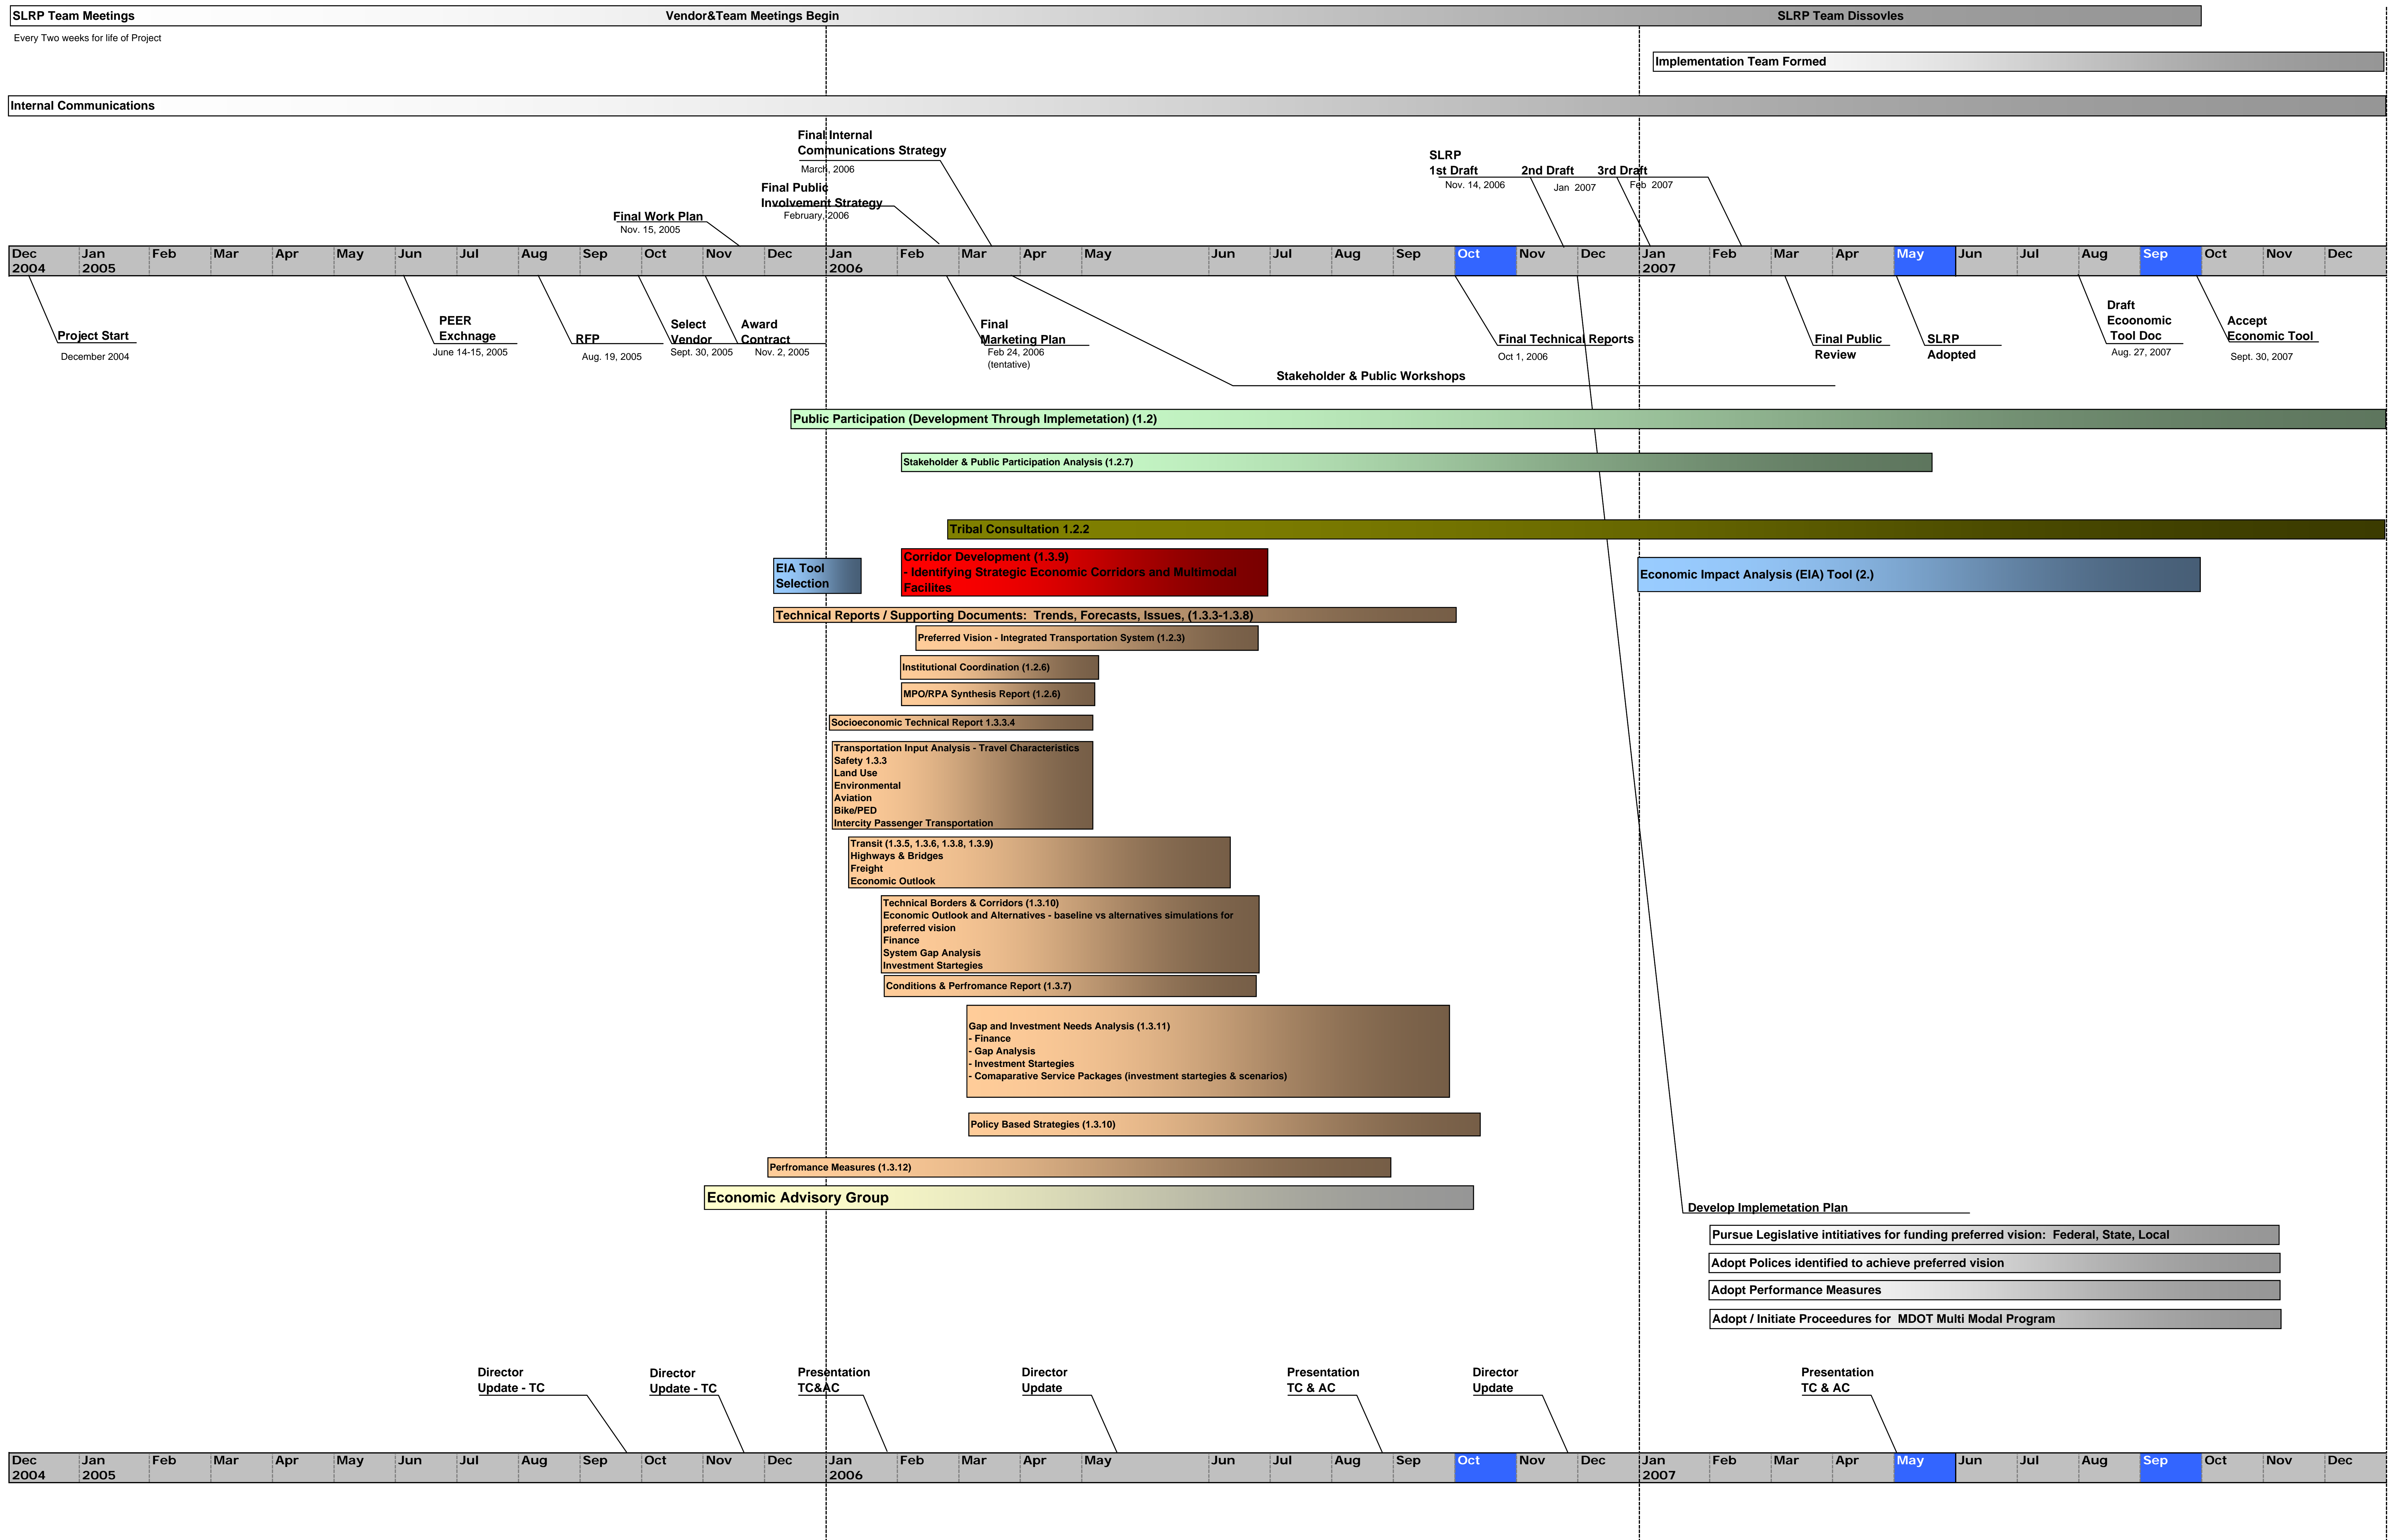 SLRP Team Meetings
Vendor&Team Meetings Begin
SLRP Team Dissovles
Every Two weeks for life of Project
Implementation Team Formed
Internal Communications
Final Internal
Communications Strategy
March, 2006
Final Public
Involvement Strategy
February, 2006
Final Work Plan
Nov. 15, 2005
SLRP
1st Draft
Nov. 14, 2006
2nd Draft
Jan 2007
3rd Draft
Feb 2007
Dec Jan Feb Mar Apr May Jun Jul Aug Sep Oct Nov Dec Jan Feb Mar Apr May Jun Jul Aug Sep Oct Nov Dec Jan Feb Mar Apr May Jun Jul Aug Sep Oct Nov Dec
2004 2005 2006 2007
Project Start
December 2004
PEER
Exchnage
June 14-15, 2005
RFP
Aug. 19, 2005
Select
Vendor
Sept. 30, 2005
Award
Contract
Nov. 2, 2005
Final
Marketing Plan
Feb 24, 2006
(tentative)
Stakeholder & Public Workshops
Final Technical Reports
Oct 1, 2006
Final Public
Review
SLRP
Adopted
Draft
Ecoonomic
Tool Doc
Aug. 27, 2007
Accept
Economic Tool
Sept. 30, 2007
Public Participation (Development Through Implemetation) (1.2)
Stakeholder & Public Participation Analysis (1.2.7)
Tribal Consultation 1.2.2
EIA Tool
Selection
Corridor Development (1.3.9)
- Identifying Strategic Economic Corridors and Multimodal
Facilites
Economic Impact Analysis (EIA) Tool (2.)
Technical Reports / Supporting Documents: Trends, Forecasts, Issues, (1.3.3-1.3.8)
Preferred Vision - Integrated Transportation System (1.2.3)
Institutional Coordination (1.2.6)
MPO/RPA Synthesis Report (1.2.6)
Socioeconomic Technical Report 1.3.3.4
Transportation Input Analysis - Travel Characteristics
Safety 1.3.3
Land Use
Environmental
Aviation
Bike/PED
Intercity Passenger Transportation
Transit (1.3.5, 1.3.6, 1.3.8, 1.3.9)
Highways & Bridges
Freight
Economic Outlook
Technical Borders & Corridors (1.3.10)
Economic Outlook and Alternatives - baseline vs alternatives simulations for
preferred vision
Finance
System Gap Analysis
Investment Startegies
Conditions & Perfromance Report (1.3.7)
Gap and Investment Needs Analysis (1.3.11)
- Finance
- Gap Analysis
- Investment Startegies
- Comaparative Service Packages (investment startegies & scenarios)
Policy Based Strategies (1.3.10)
Perfromance Measures (1.3.12)
Economic Advisory Group
Develop Implemetation Plan
Pursue Legislative intitiatives for funding preferred vision: Federal, State, Local
Adopt Polices identified to achieve preferred vision
Adopt Performance Measures
Adopt / Initiate Proceedures for MDOT Multi Modal Program
Director
Update - TC
Director
Update - TC
Presentation
TC&AC
Director
Update
Presentation
TC & AC
Director
Update
Presentation
TC & AC
Dec Jan Feb Mar Apr May Jun Jul Aug Sep Oct Nov Dec Jan Feb Mar Apr May Jun Jul Aug Sep Oct Nov Dec Jan Feb Mar Apr May Jun Jul Aug Sep Oct Nov Dec
2004 2005 2006 2007